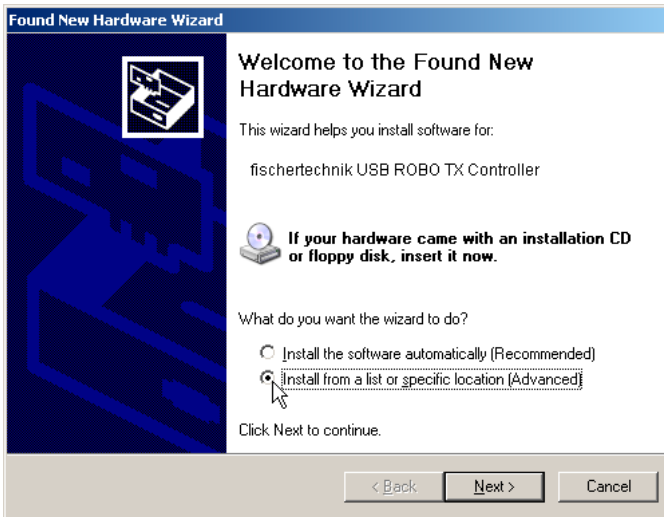 Found New Hardware Wizard
Welcome to the Found New
Hardware Wizard
This wizard helps you install software for:
fischertechnik USB ROBO TX Controller
If your hardware came with an installation CD
or floppy disk, insert it now.
What do you want the wizard to do?
Install the software automatically (Recommended)
Install from a list or specific location (Advanced)
Click Next to continue.
< Back
Next >
Cancel